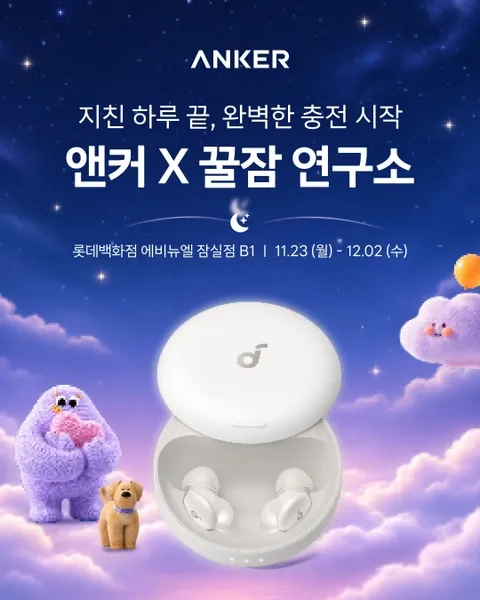 ANKER
지친 하루 끝, 완벽한 충전 시작
앤커 X 꿀잠 연구소
롯데백화점 에비뉴엘 잠실점 B1 | 11.23 (월) - 12.02 (수)